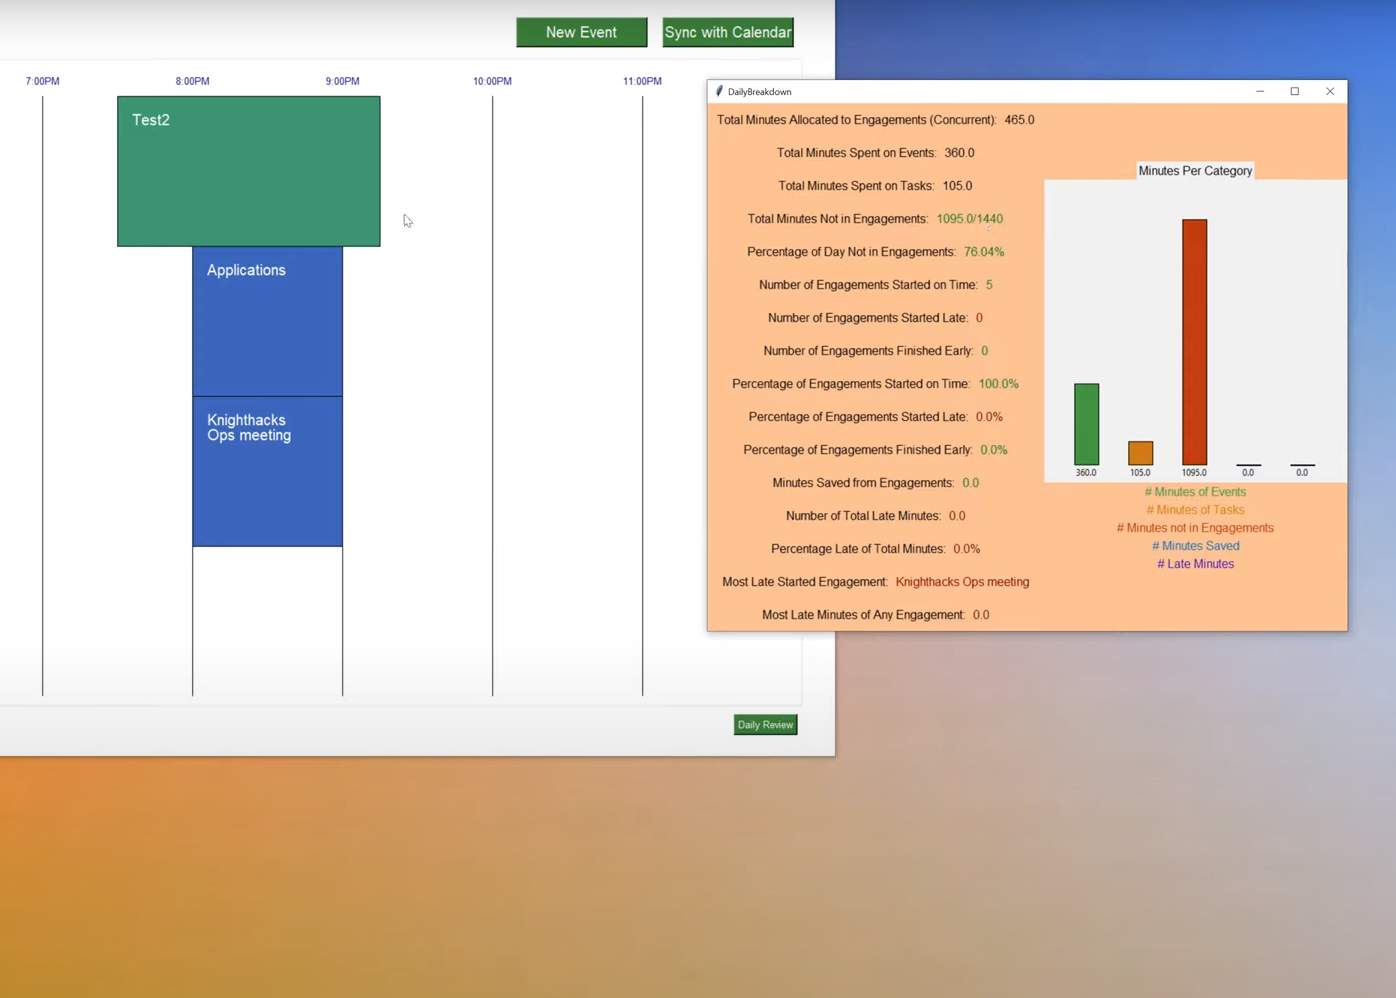 New Event
Sync with Calendar
7:00PM
8:00PM
9:00PM
10:00PM
11:00PM
Test2
Applications
Knighthacks
Ops meeting
Daily Review
DailyBreakdown
Total Minutes Allocated to Engagements (Concurrent): 465.0
Total Minutes Spent on Events: 360.0
Total Minutes Spent on Tasks: 105.0
Total Minutes Not in Engagements: 1095.0/1440
Percentage of Day Not in Engagements: 76.04%
Number of Engagements Started on Time: 5
Number of Engagements Started Late: 0
Number of Engagements Finished Early: 0
Percentage of Engagements Started on Time: 100.0%
Percentage of Engagements Started Late: 0.0%
Percentage of Engagements Finished Early: 0.0%
Minutes Saved from Engagements: 0.0
Number of Total Late Minutes: 0.0
Percentage Late of Total Minutes: 0.0%
Most Late Started Engagement: Knighthacks Ops meeting
Most Late Minutes of Any Engagement: 0.0
Minutes Per Category
360.0
105.0
1095.0
0.0
0.0
# Minutes of Events
# Minutes of Tasks
# Minutes not in Engagements
# Minutes Saved
# Late Minutes